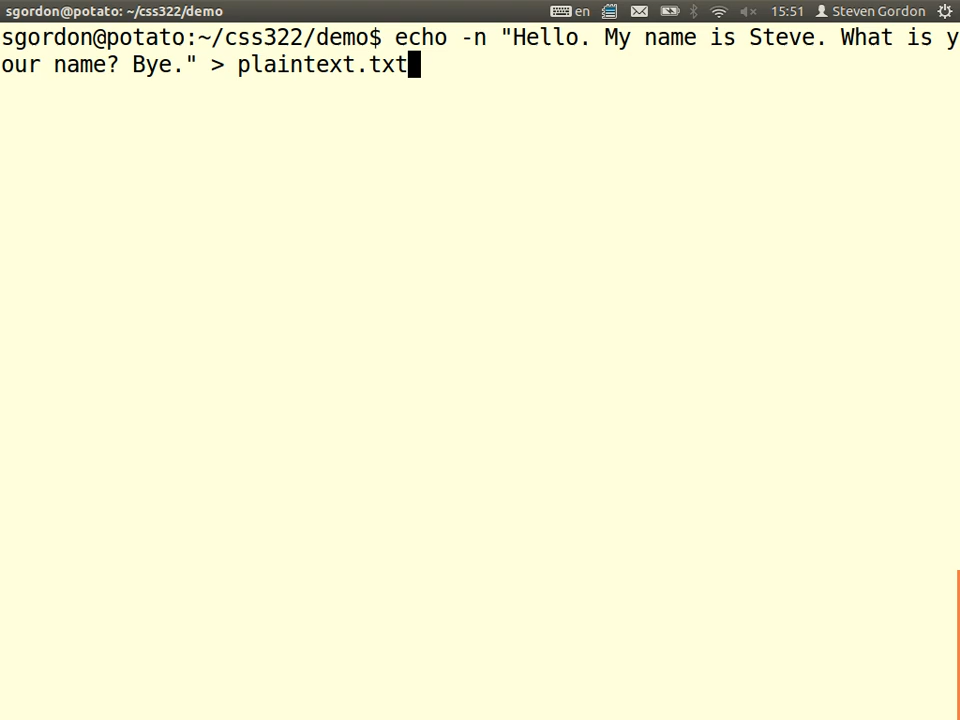 sgordon@potato: ~/css322/demo en 15:51 Steven Gordon
sgordon@potato:~/css322/demo$ echo -n "Hello. My name is Steve. What is y
our name? Bye." > plaintext.txt